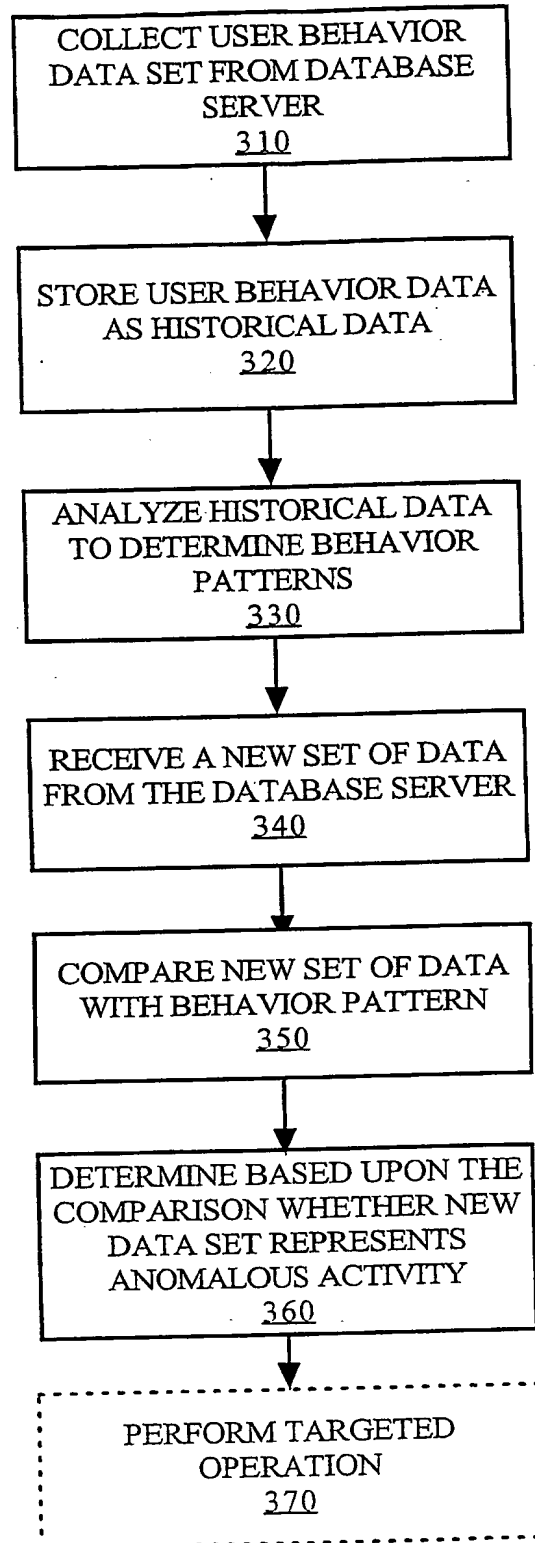 COLLECT USER BEHAVIOR
DATA SET FROM DATABASE
SERVER
310
STORE USER BEHAVIOR DATA
AS HISTORICAL DATA
320
ANALYZE HISTORICAL DATA
TO DETERMINE BEHAVIOR
PATTERNS
330
RECEIVE A NEW SET OF DATA
FROM THE DATABASE SERVER
340
COMPARE NEW SET OF DATA
WITH BEHAVIOR PATTERN
350
DETERMINE BASED UPON THE
COMPARISON WHETHER NEW
DATA SET REPRESENTS
ANOMALOUS ACTIVITY
360
PERFORM TARGETED
OPERATION
370